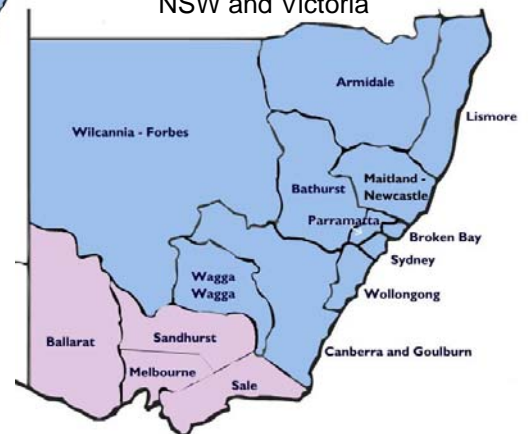 NSW and Victoria
Armidale
Lismore
Wilcannia - Forbes
Bathurst
Maitland -
Newcastle
Parramatta
Broken Bay
Sydney
Wagga
Wagga
Wollongong
Canberra and Goulburn
Ballarat
Sandhurst
Melbourne
Sale